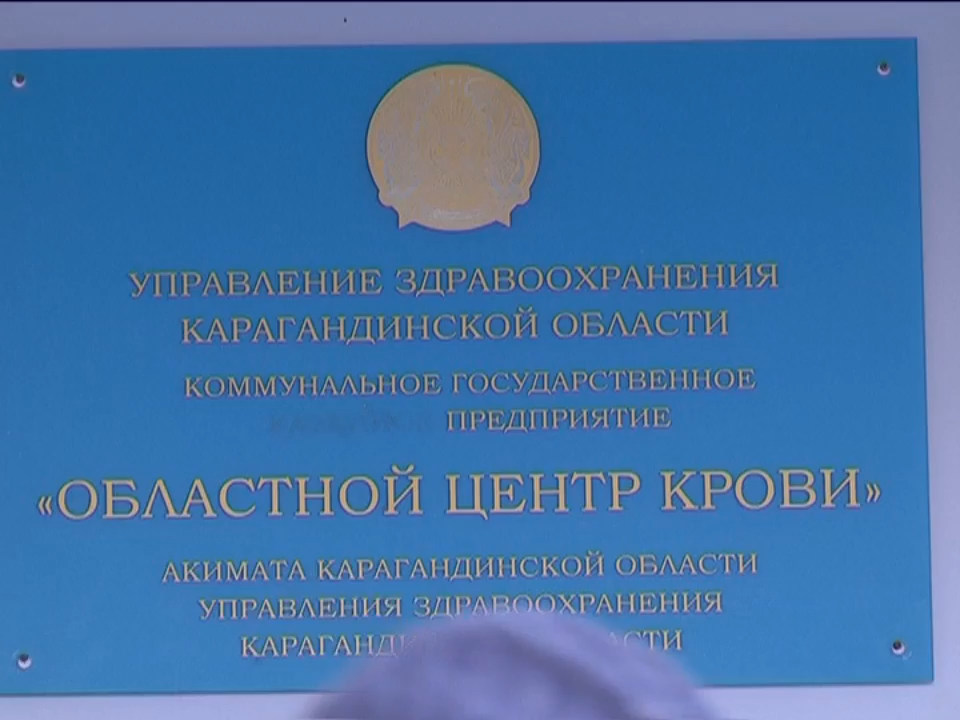 УПРАВЛЕНИЕ ЗДРАВООХРАНЕНИЯ
КАРАГАНДИНСКОЙ ОБЛАСТИ
КОММУНАЛЬНОЕ ГОСУДАРСТВЕННОЕ
ПРЕДПРИЯТИЕ
«ОБЛАСТНОЙ ЦЕНТР КРОВИ»
АКИМАТА КАРАГАНДИНСКОЙ ОБЛАСТИ
УПРАВЛЕНИЯ ЗДРАВООХРАНЕНИЯ